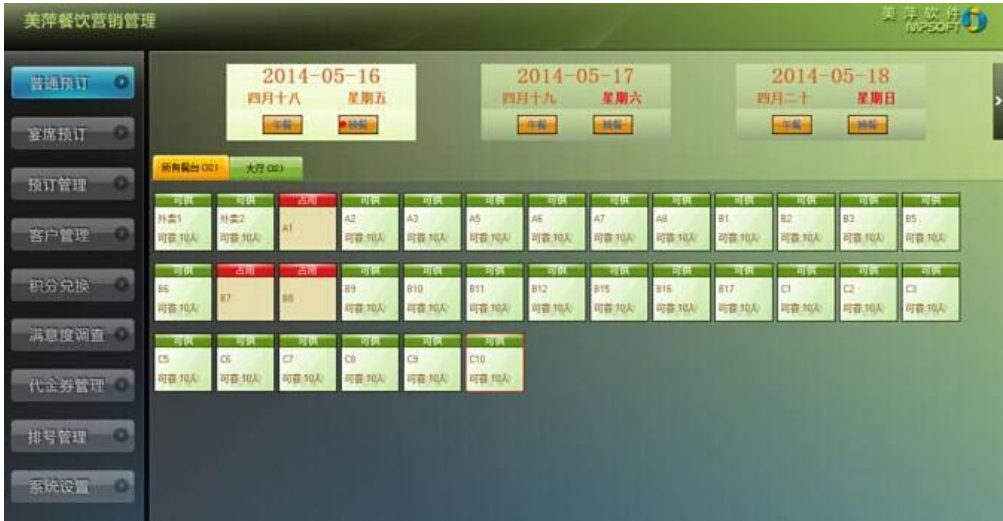 美萍餐饮营销管理
美萍软件
MPSOFT
普通预订
宴席预订
预订管理
客户管理
积分兑换
满意度调查
代金券管理
排号管理
系统设置
2014-05-16
四月十八 星期五
午餐 晚餐
2014-05-17
四月十九 星期六
午餐 晚餐
2014-05-18
四月二十 星期日
午餐 晚餐
所有餐台(32) 大厅(32)
可供 可供 占用 可供 可供 可供 可供 可供 可供 可供 可供 可供 可供
外卖1 外卖2 A1 A2 A3 A5 A6 A7 A8 B1 B2 B3 B5
可容:10人 可容:10人 可容:10人 可容:10人 可容:10人 可容:10人 可容:10人 可容:10人 可容:10人 可容:10人 可容:10人 可容:10人
可供 占用 占用 可供 可供 可供 可供 可供 可供 可供 可供 可供 可供
B6 B7 B8 B9 B10 B11 B12 B15 B16 B17 C1 C2 C3
可容:10人 可容:10人 可容:10人 可容:10人 可容:10人 可容:10人 可容:10人 可容:10人 可容:10人 可容:10人 可容:10人
可供 可供 可供 可供 可供 可供
C5 C6 C7 C8 C9 C10
可容:10人 可容:10人 可容:10人 可容:10人 可容:10人 可容:10人